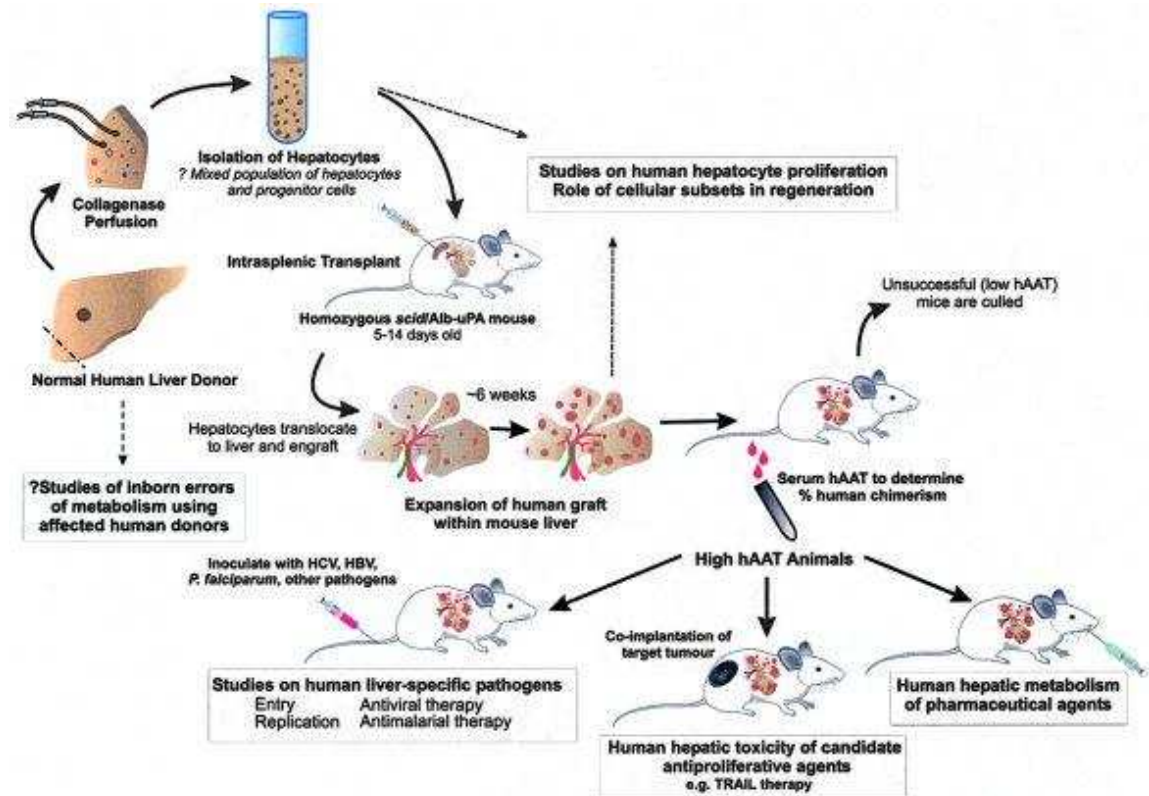 Isolation of Hepatocytes
? Mixed population of hepatocytes
and progenitor cells
Collagenase
Perfusion
Studies on human hepatocyte proliferation
Role of cellular subsets in regeneration
Intrasplenic Transplant
Homozygous scid/Alb-uPA mouse
5-14 days old
Unsuccessful (low hAAT)
mice are culled
Normal Human Liver Donor
~6 weeks
Hepatocytes translocate
to liver and engraft
?Studies of inborn errors
of metabolism using
affected human donors
Expansion of human graft
within mouse liver
Serum hAAT to determine
% human chimerism
High hAAT Animals
Inoculate with HCV, HBV,
P. falciparum, other pathogens
Co-implantation of
target tumour
Studies on human liver-specific pathogens
Entry Antiviral therapy
Replication Antimalarial therapy
Human hepatic metabolism
of pharmaceutical agents
Human hepatic toxicity of candidate
antiproliferative agents
e.g. TRAIL therapy